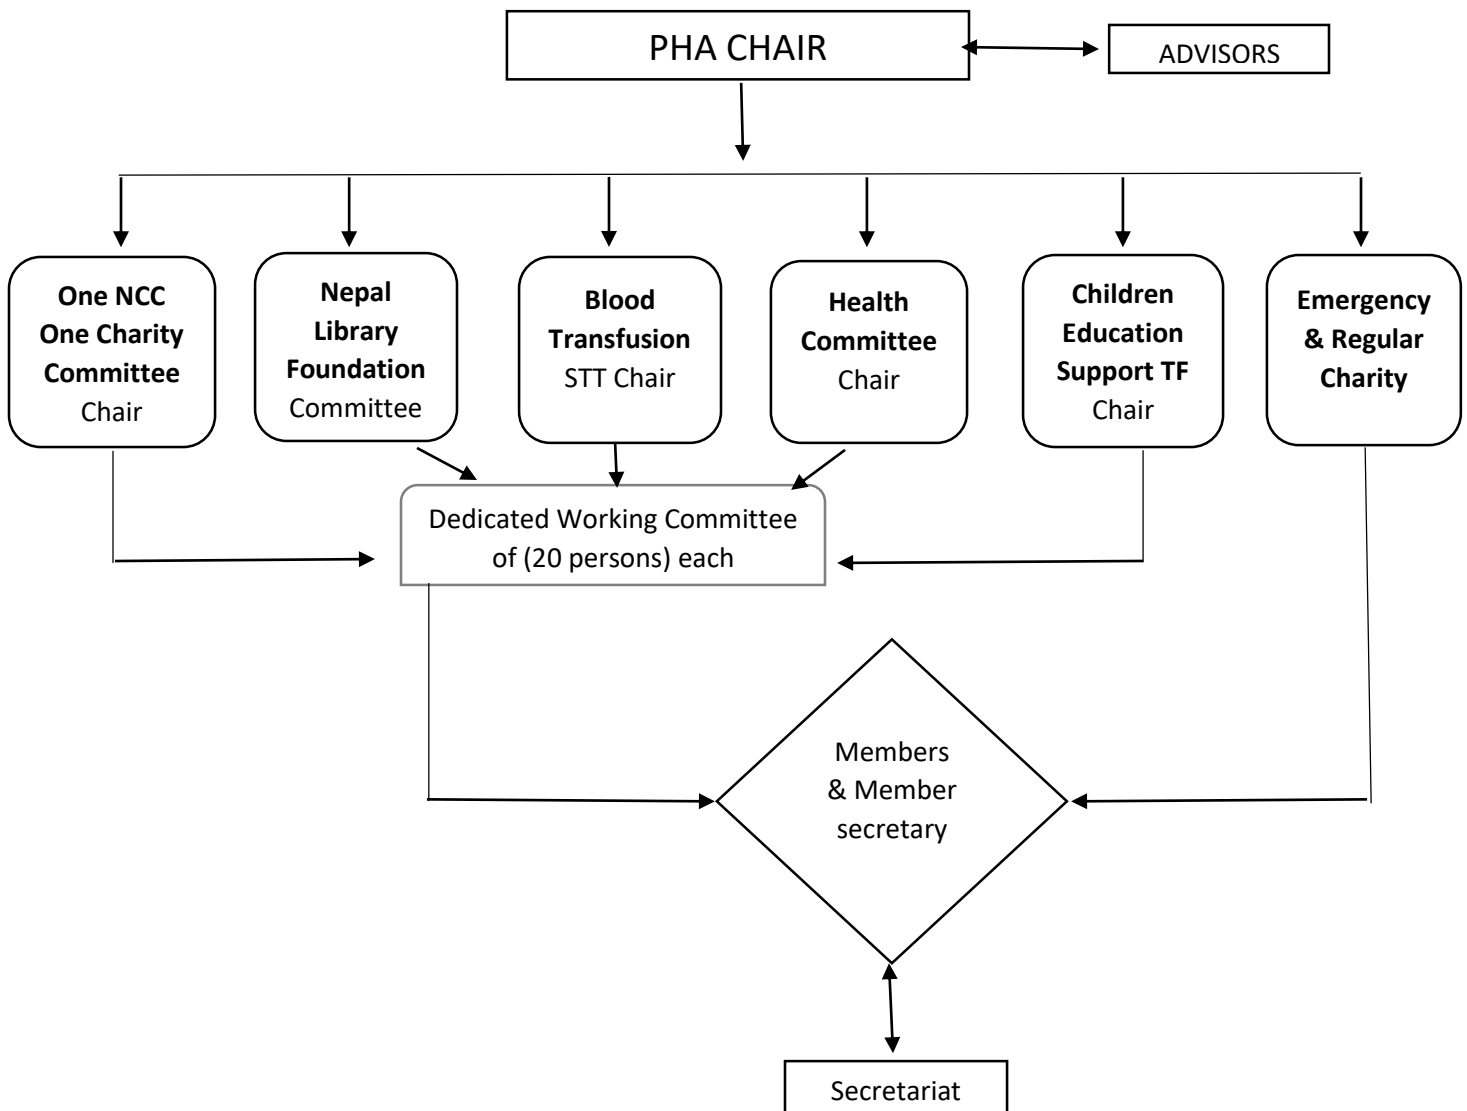 PHA CHAIR
ADVISORS
One NCC
One Charity
Committee
Chair
Nepal
Library
Foundation
Committee
Blood
Transfusion
STT Chair
Health
Committee
Chair
Children
Education
Support TF
Chair
Emergency
& Regular
Charity
Dedicated Working Committee
of (20 persons) each
Members
& Member
secretary
Secretariat